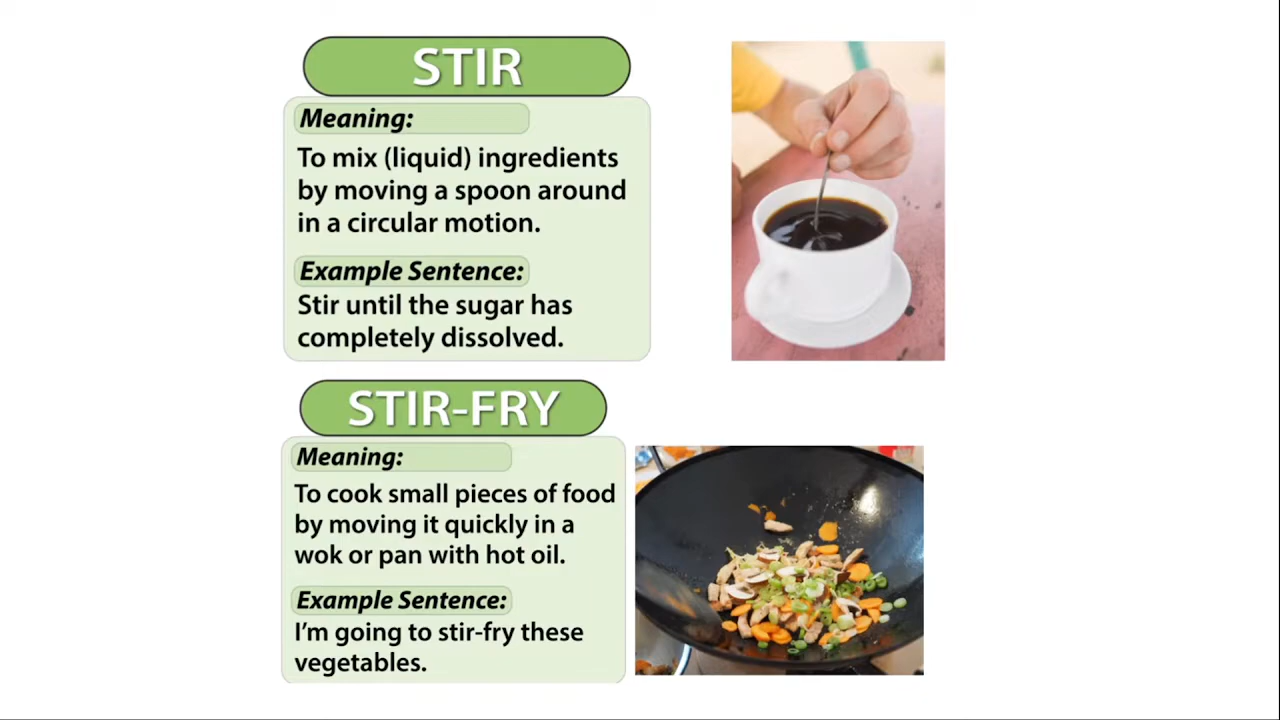 STIR
Meaning:
To mix (liquid) ingredients
by moving a spoon around
in a circular motion.
Example Sentence:
Stir until the sugar has
completely dissolved.
STIR-FRY
Meaning:
To cook small pieces of food
by moving it quickly in a
wok or pan with hot oil.
Example Sentence:
I’m going to stir-fry these
vegetables.